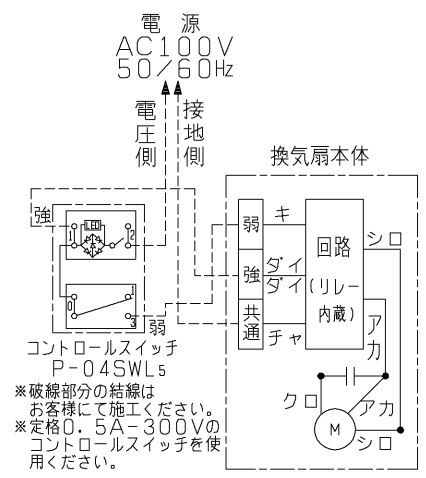 電源
AC100V
50/60Hz
電圧側
接地側
換気扇本体
強
LED
1
2
弱
キ
強
ダイ
ダイ
共通
チャ
回路
(リレー
内蔵)
シロ
アカ
0
1
3
弱
コントロールスイッチ
P-04SWL5
※破線部分の結線は
お客様にて施工ください。
※定格0.5A-300Vの
コントロールスイッチを使
用ください。
クロ
アカ
M
シロ